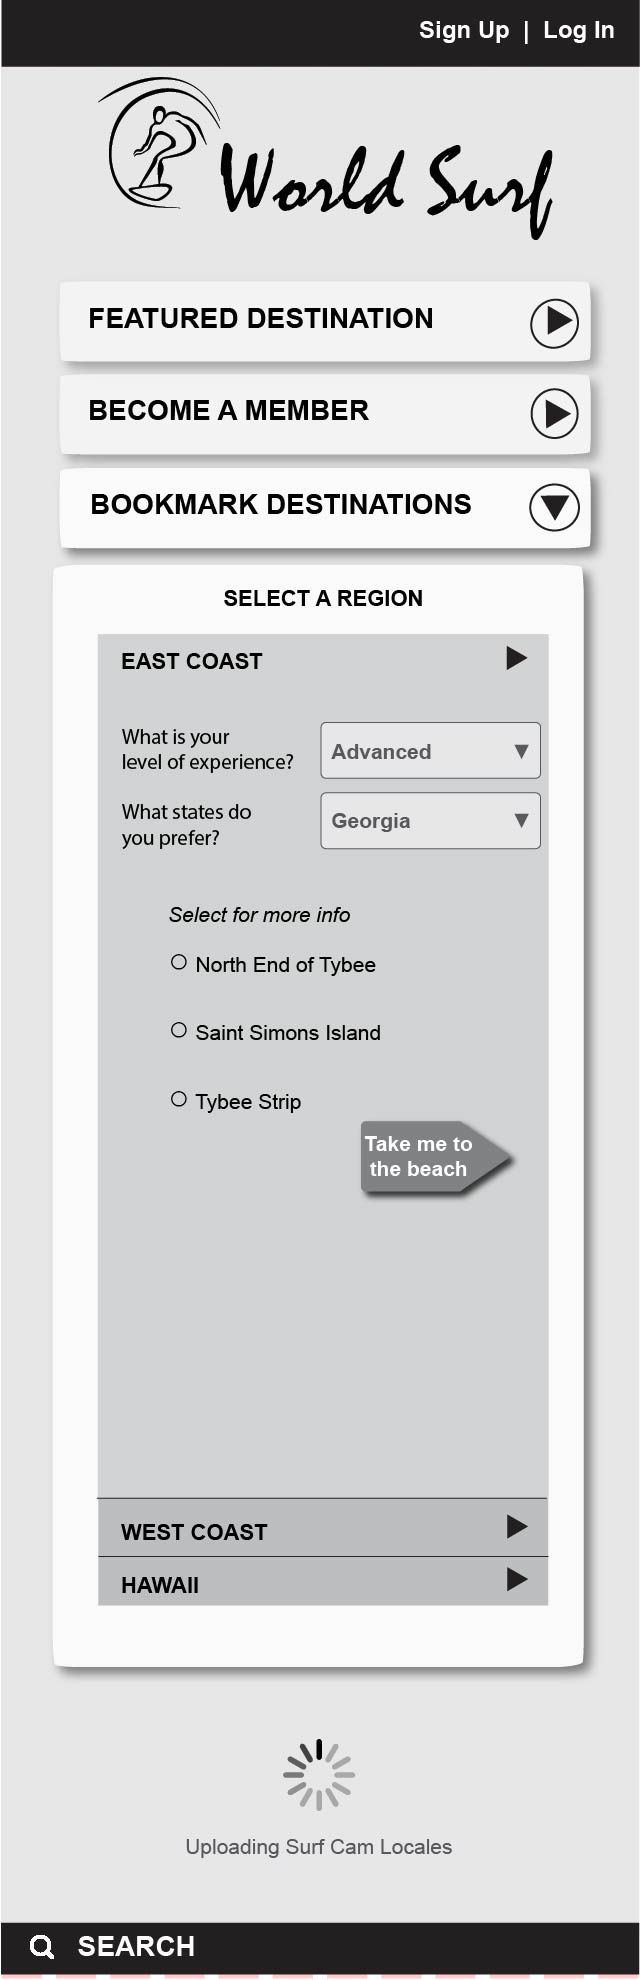 Sign Up | Log In
World Surf
FEATURED DESTINATION
BECOME A MEMBER
BOOKMARK DESTINATIONS
SELECT A REGION
EAST COAST
What is your
level of experience?
Advanced
What states do
you prefer?
Georgia
Select for more info
North End of Tybee
Saint Simons Island
Tybee Strip
Take me to
the beach
WEST COAST
HAWAII
Uploading Surf Cam Locales
SEARCH